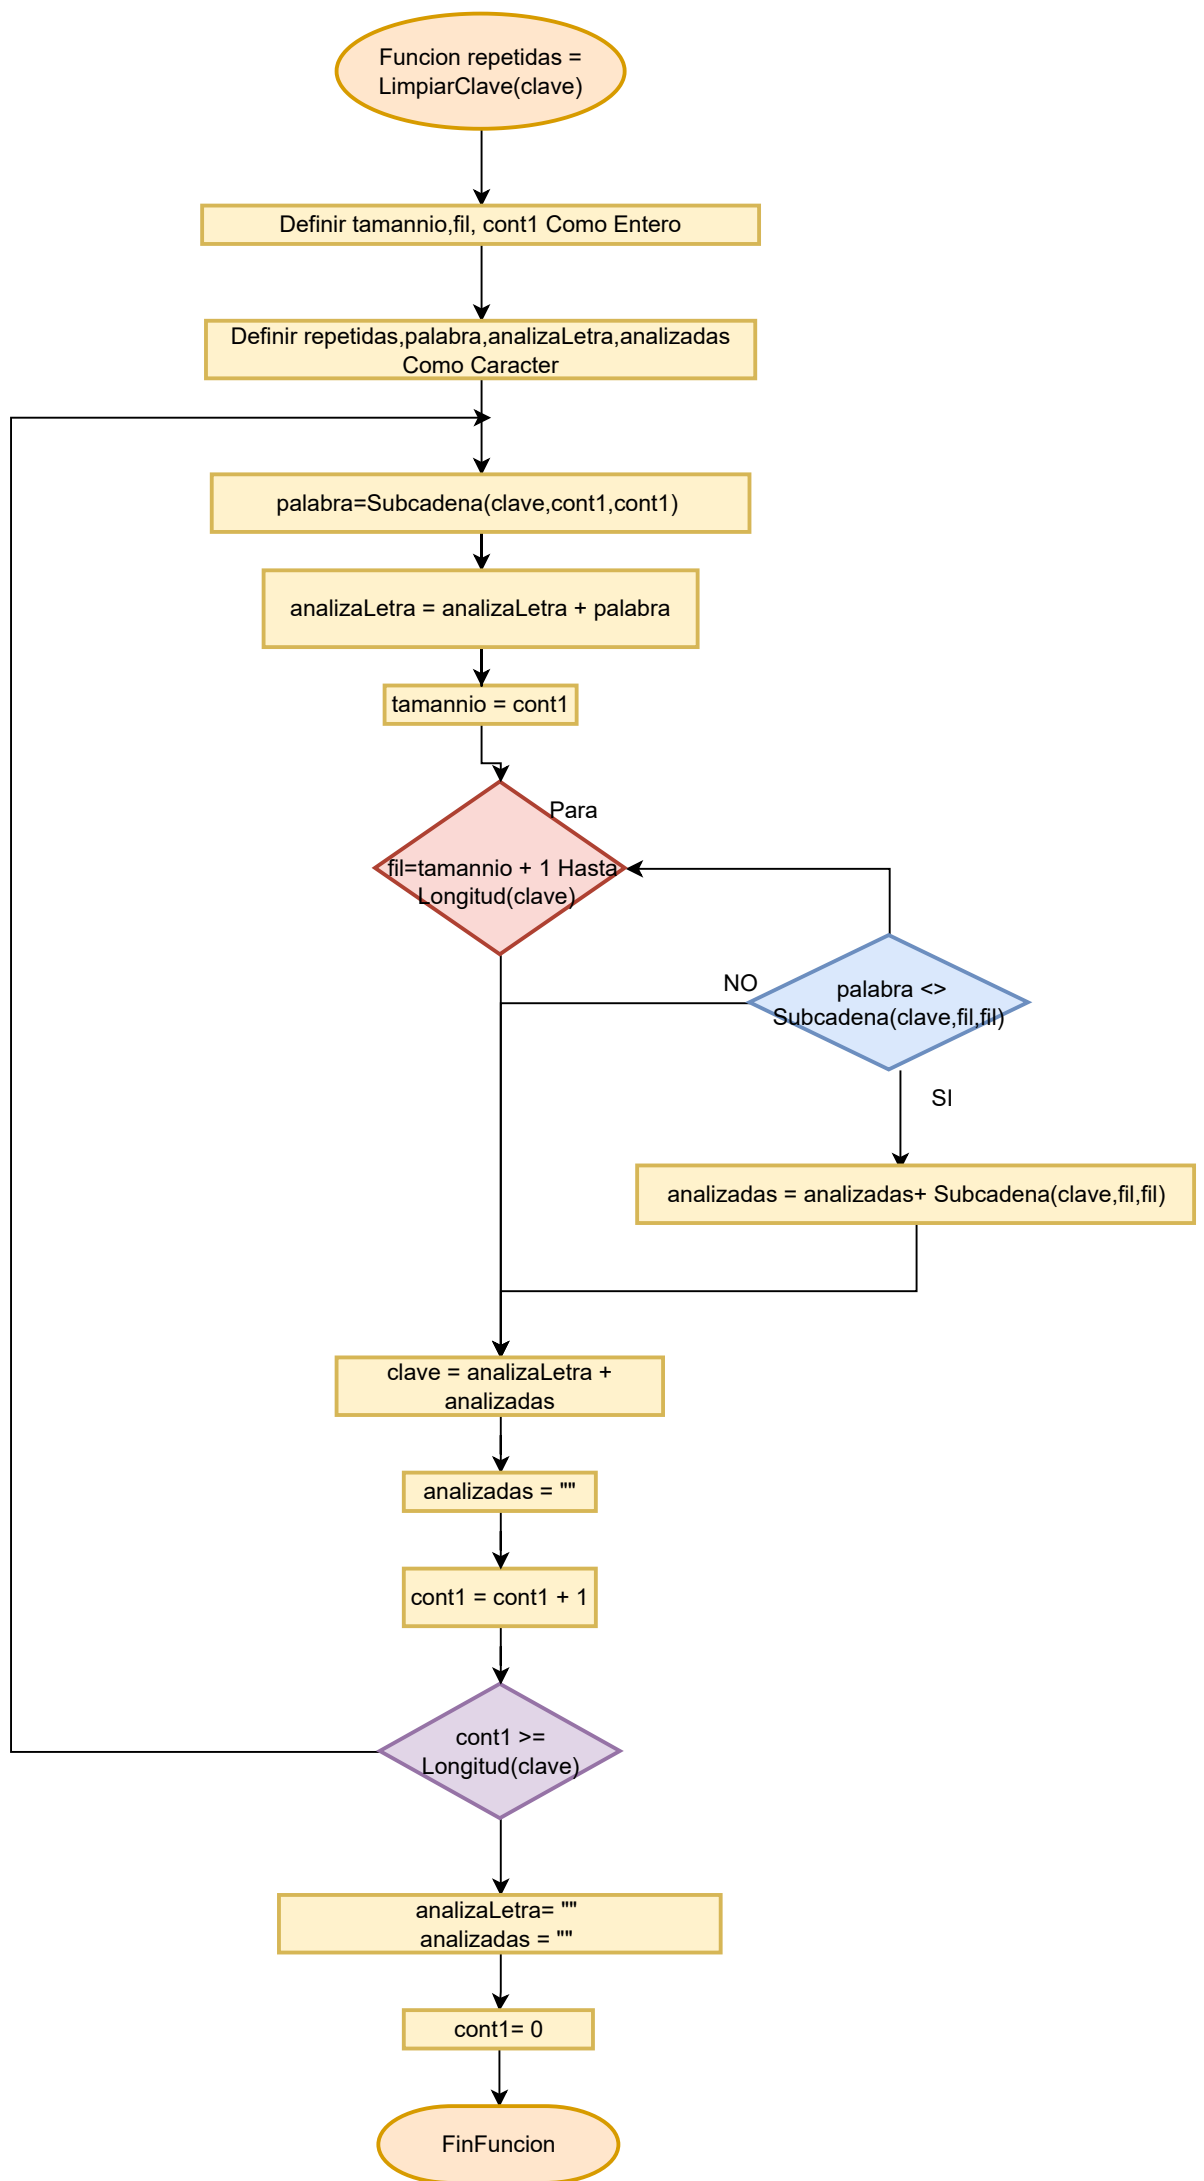 Funcion repetidas =
LimpiarClave(clave)
Definir tamannio,fil, cont1 Como Entero
Definir repetidas,palabra,analizaLetra,analizadas
Como Caracter
palabra=Subcadena(clave,cont1,cont1)
analizaLetra = analizaLetra + palabra
tamannio = cont1
Para
fil=tamannio + 1 Hasta
Longitud(clave)
NO
palabra <>
Subcadena(clave,fil,fil)
SI
analizadas = analizadas+ Subcadena(clave,fil,fil)
clave = analizaLetra +
analizadas
analizadas = ""
cont1 = cont1 + 1
cont1 >=
Longitud(clave)
analizaLetra= ""
analizadas = ""
cont1= 0
FinFuncion